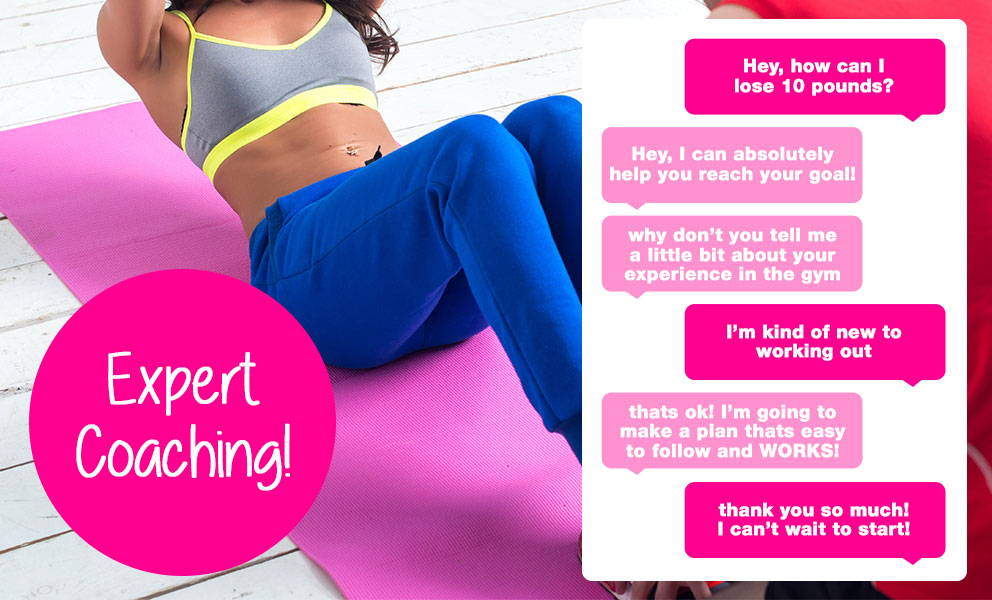 Hey, how can I
lose 10 pounds?
Hey, I can absolutely
help you reach your goal!
why don't you tell me
a little bit about your
experience in the gym
I'm kind of new to
working out
thats ok! I'm going to
make a plan thats easy
to follow and WORKS!
thank you so much!
I can't wait to start!
Expert
Coaching!